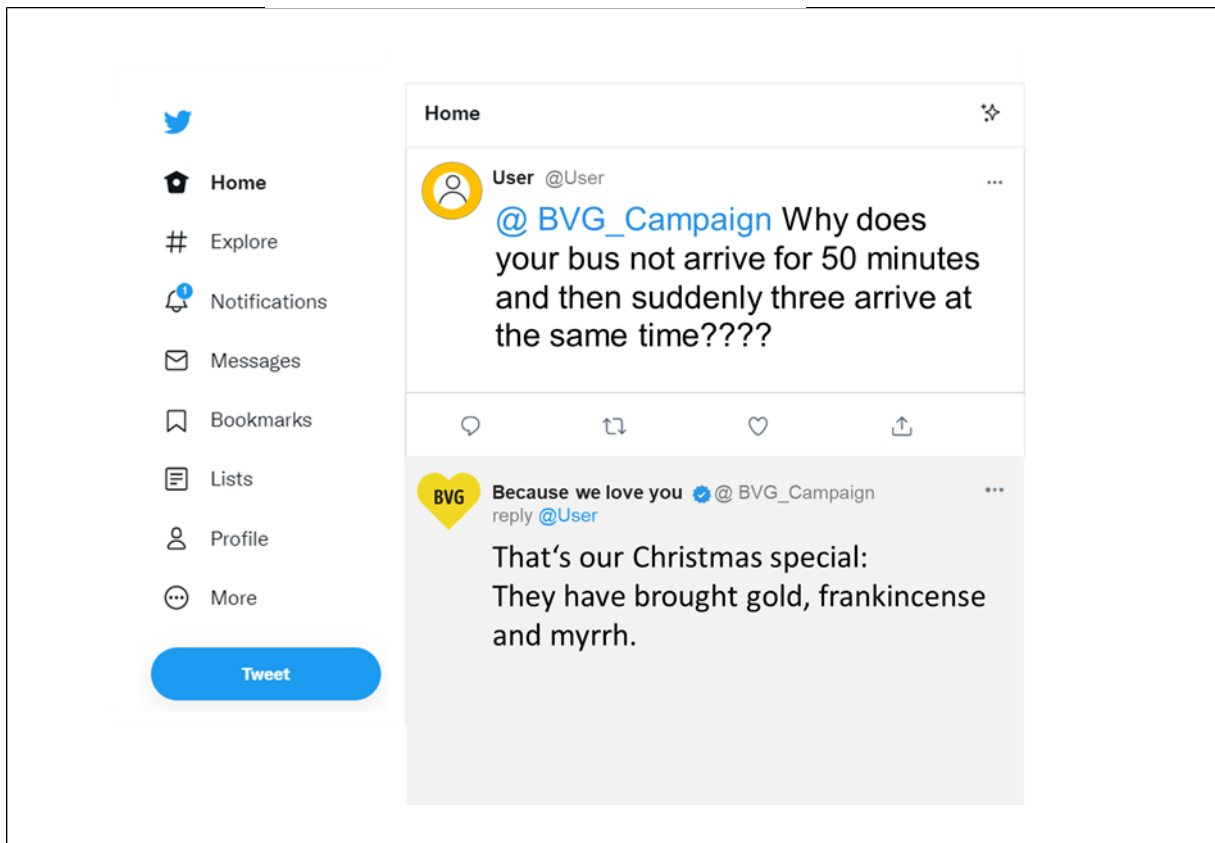 Home
Explore
1
Notifications
Messages
Bookmarks
Lists
Profile
More
Tweet
Home
User @User
@ BVG_Campaign Why does
your bus not arrive for 50 minutes
and then suddenly three arrive at
the same time????
BVG
Because we love you @ BVG_Campaign
reply @User
That‘s our Christmas special:
They have brought gold, frankincense
and myrrh.